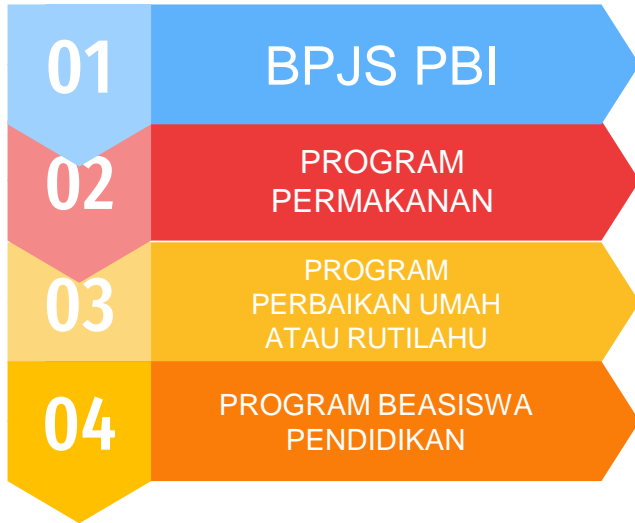 01
BPJS PBI
02
PROGRAM
PERMAKANAN
03
PROGRAM
PERBAIKAN UMAH
ATAU RUTILAHU
04
PROGRAM BEASISWA
PENDIDIKAN